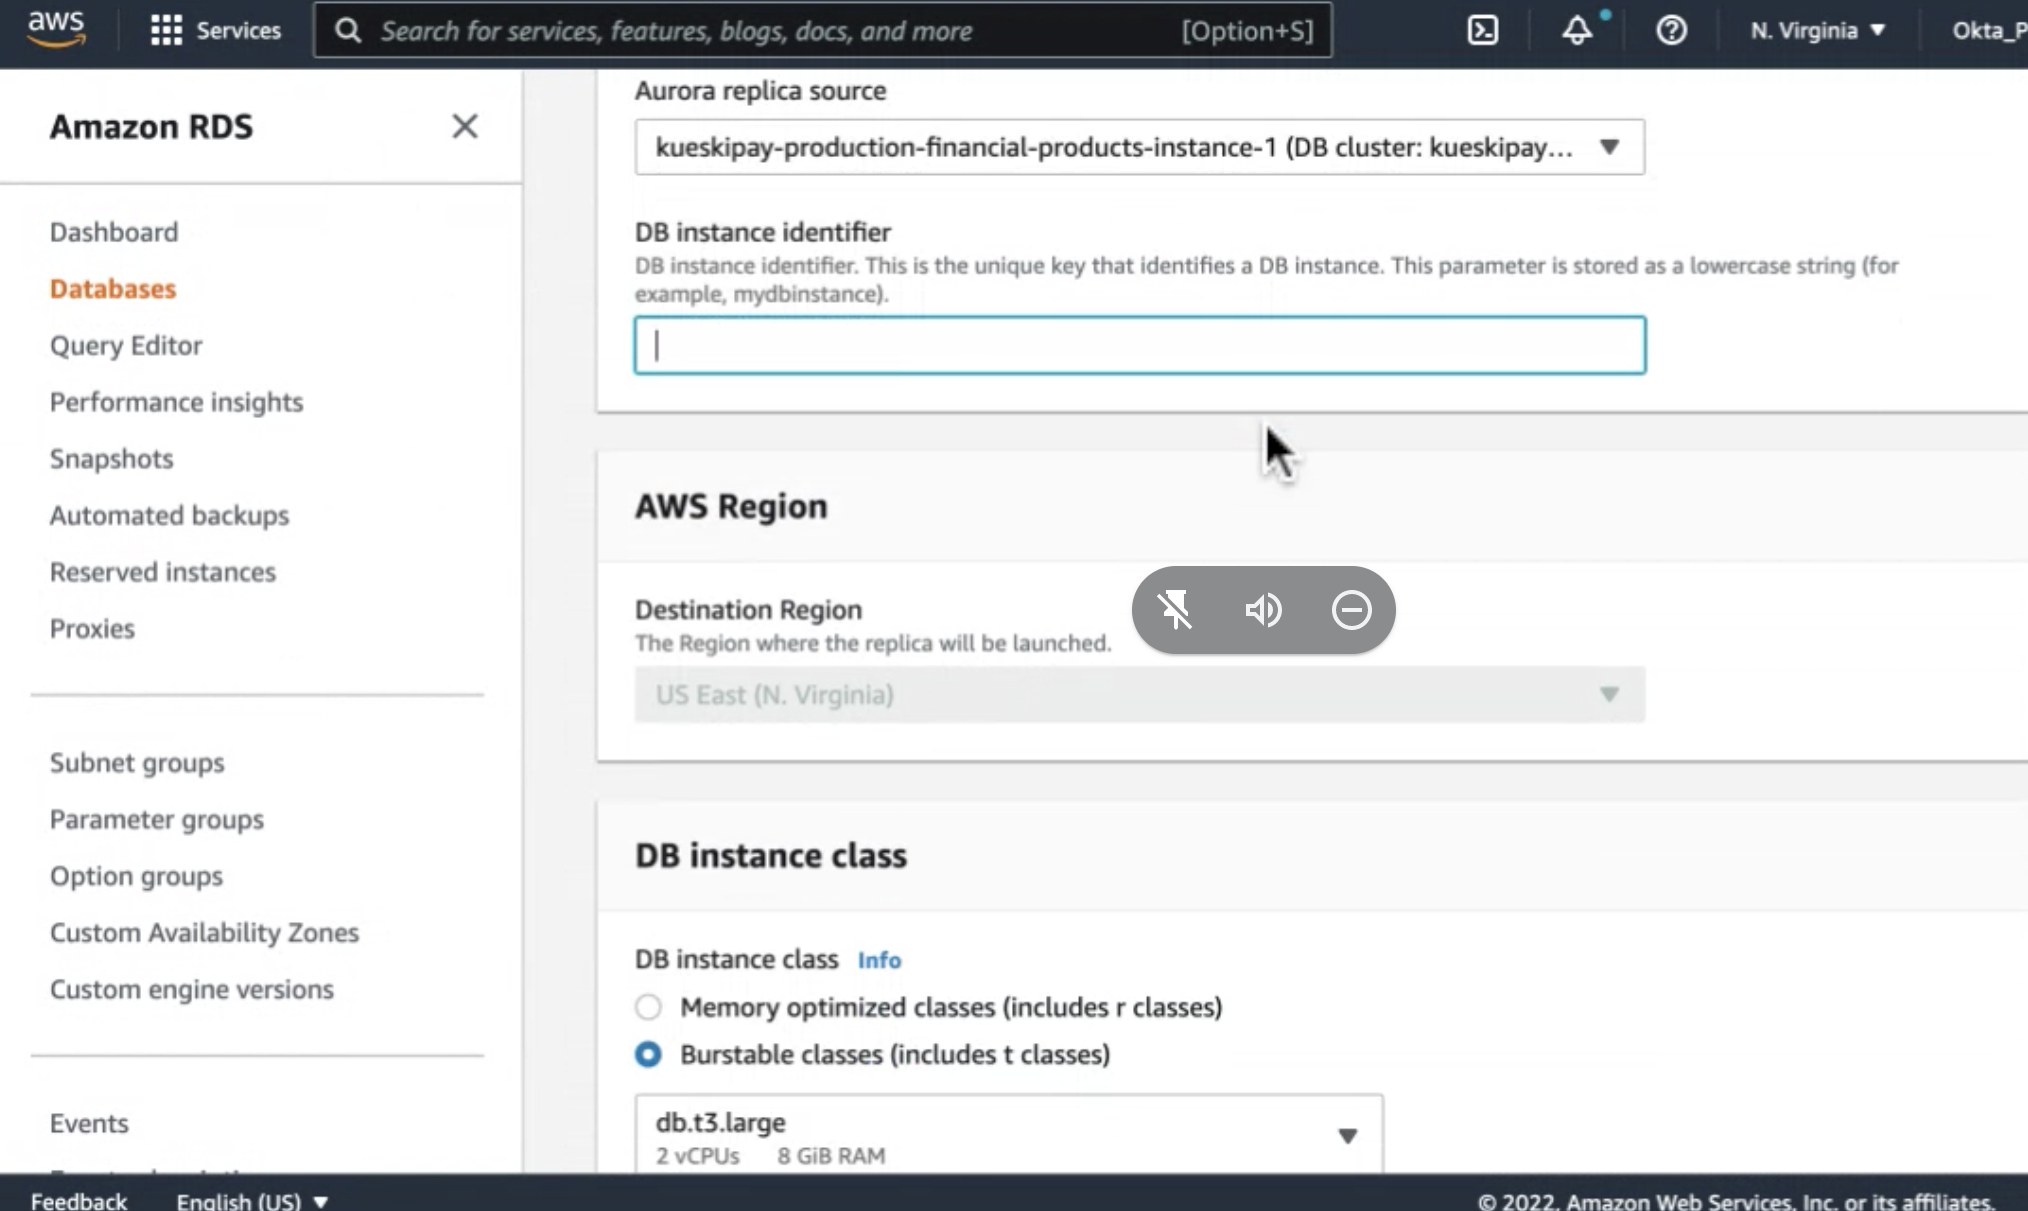 aws
Services
Search for services, features, blogs, docs, and more
[Option+S]
N. Virginia
Okta_P
Amazon RDS
Dashboard
Databases
Query Editor
Performance insights
Snapshots
Automated backups
Reserved instances
Proxies
Subnet groups
Parameter groups
Option groups
Custom Availability Zones
Custom engine versions
Events
Aurora replica source
kueskipay-production-financial-products-instance-1 (DB cluster: kueskipay...
DB instance identifier
DB instance identifier. This is the unique key that identifies a DB instance. This parameter is stored as a lowercase string (for
example, mydbinstance).
AWS Region
Destination Region
The Region where the replica will be launched.
US East (N. Virginia)
DB instance class
DB instance class Info
Memory optimized classes (includes r classes)
Burstable classes (includes t classes)
db.t3.large
2 vCPUs 8 GiB RAM
Feedback
English (US)
© 2022, Amazon Web Services, Inc. or its affiliates.